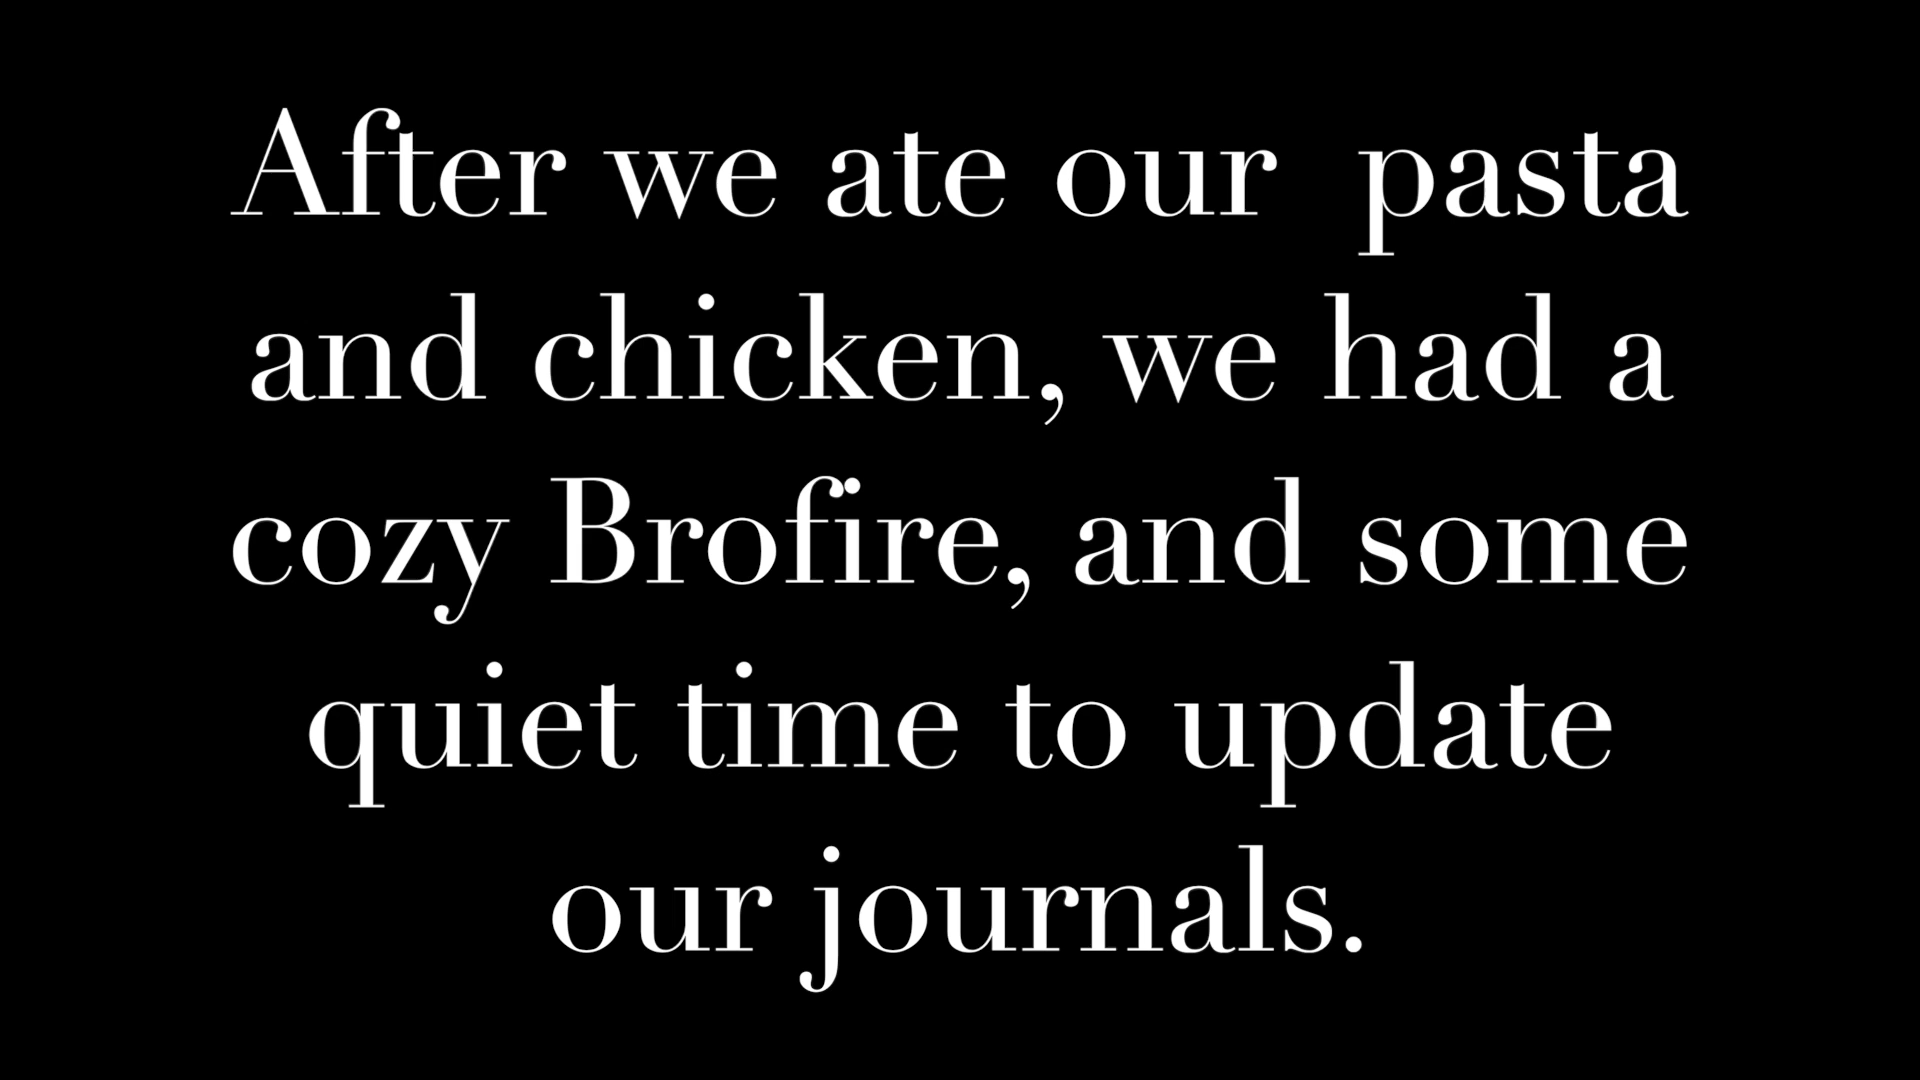 After we ate our  pasta
and chicken, we had a
cozy Brofire, and some
quiet time to update
our journals.